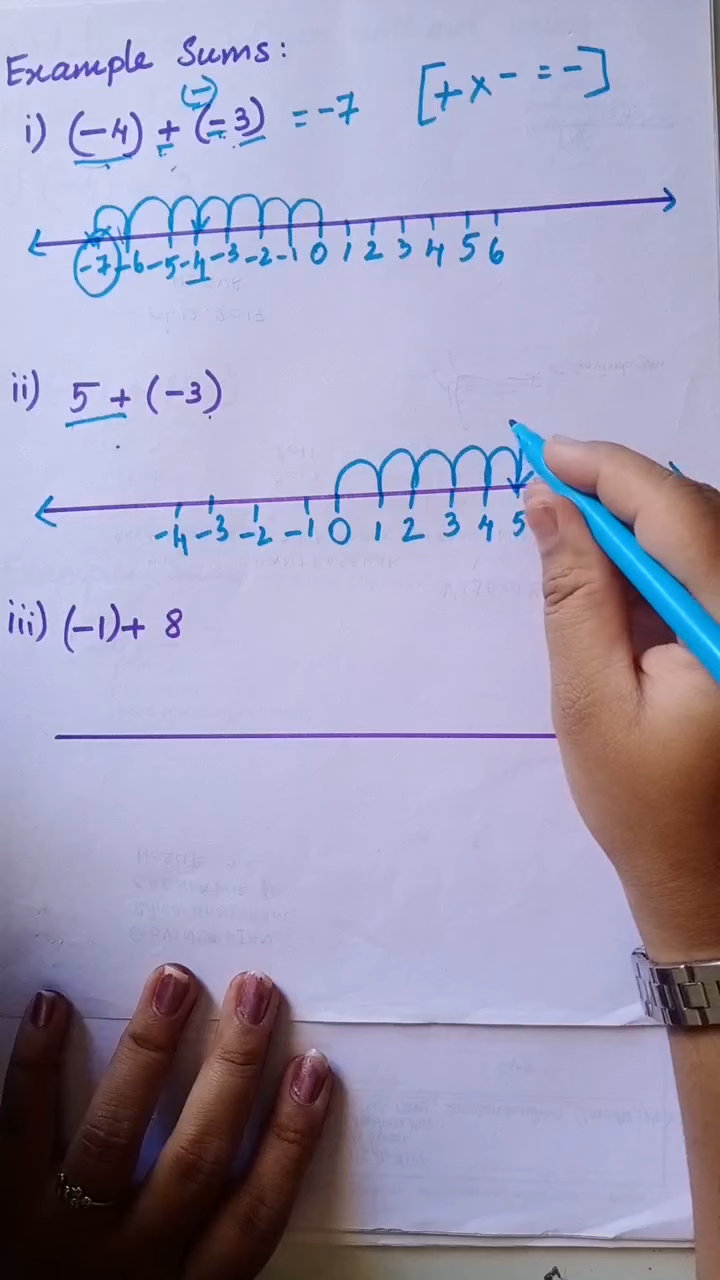 Example Sums:
(-)
i) (-4) + (-3) = -7 [+ x - = -]
-7 -6 -5 -4 -3 -2 -1 0 1 2 3 4 5 6
ii) 5 + (-3)
-4 -3 -2 -1 0 1 2 3 4 5
iii) (-1) + 8